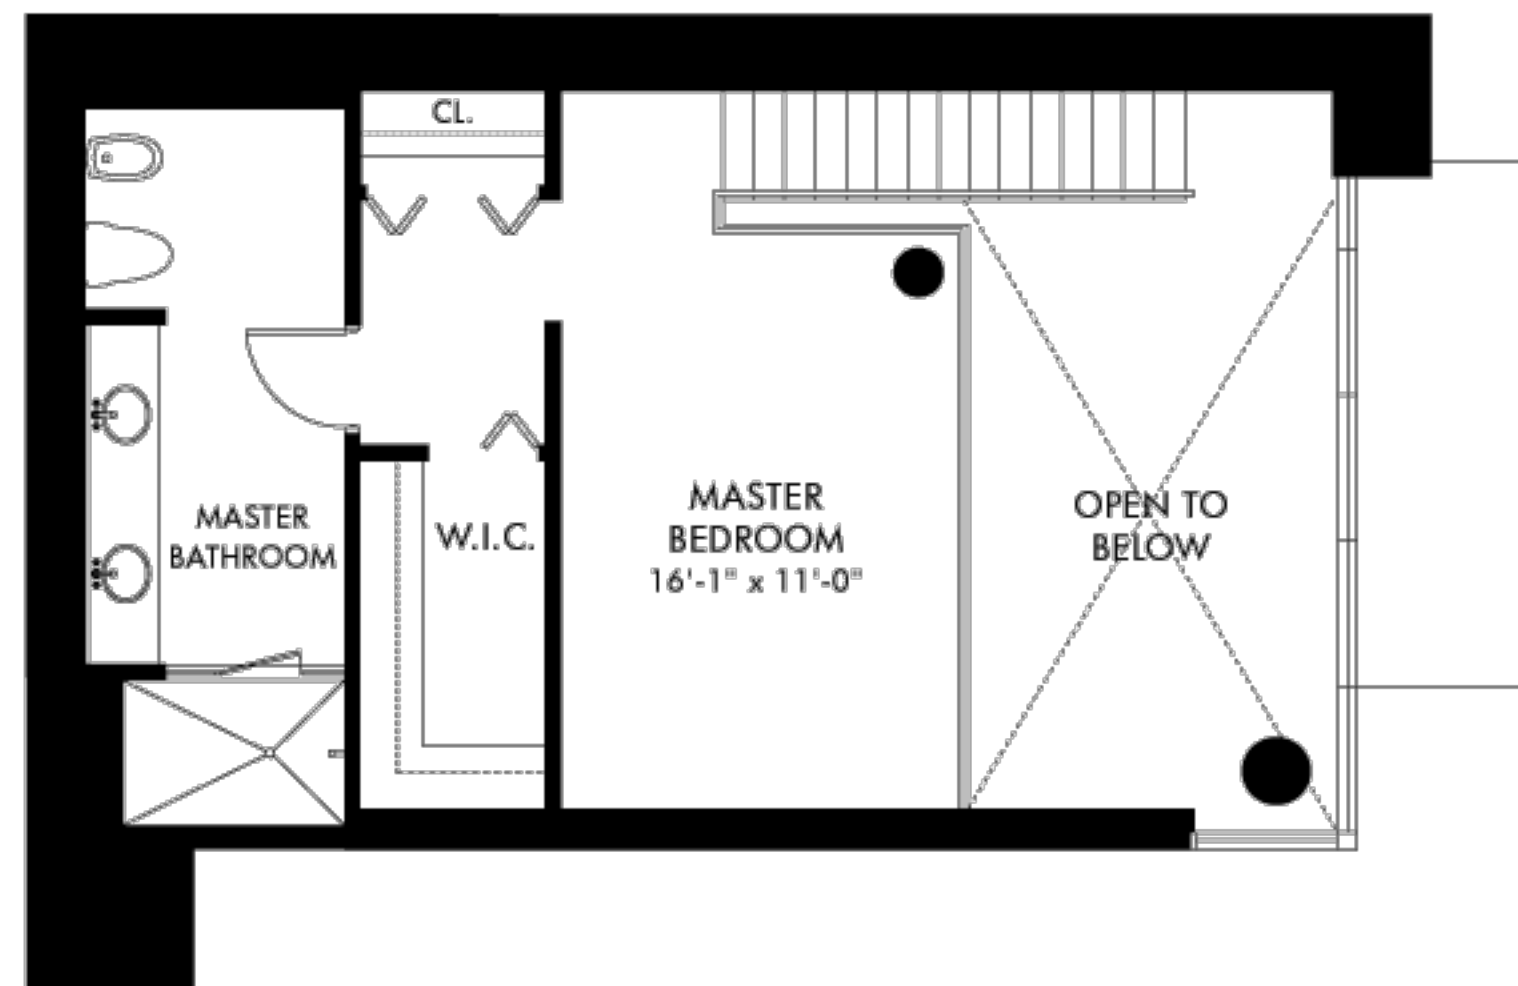 CL.
MASTER
BATHROOM
W.I.C.
MASTER
BEDROOM
16'-1" x 11'-0"
OPEN TO
BELOW